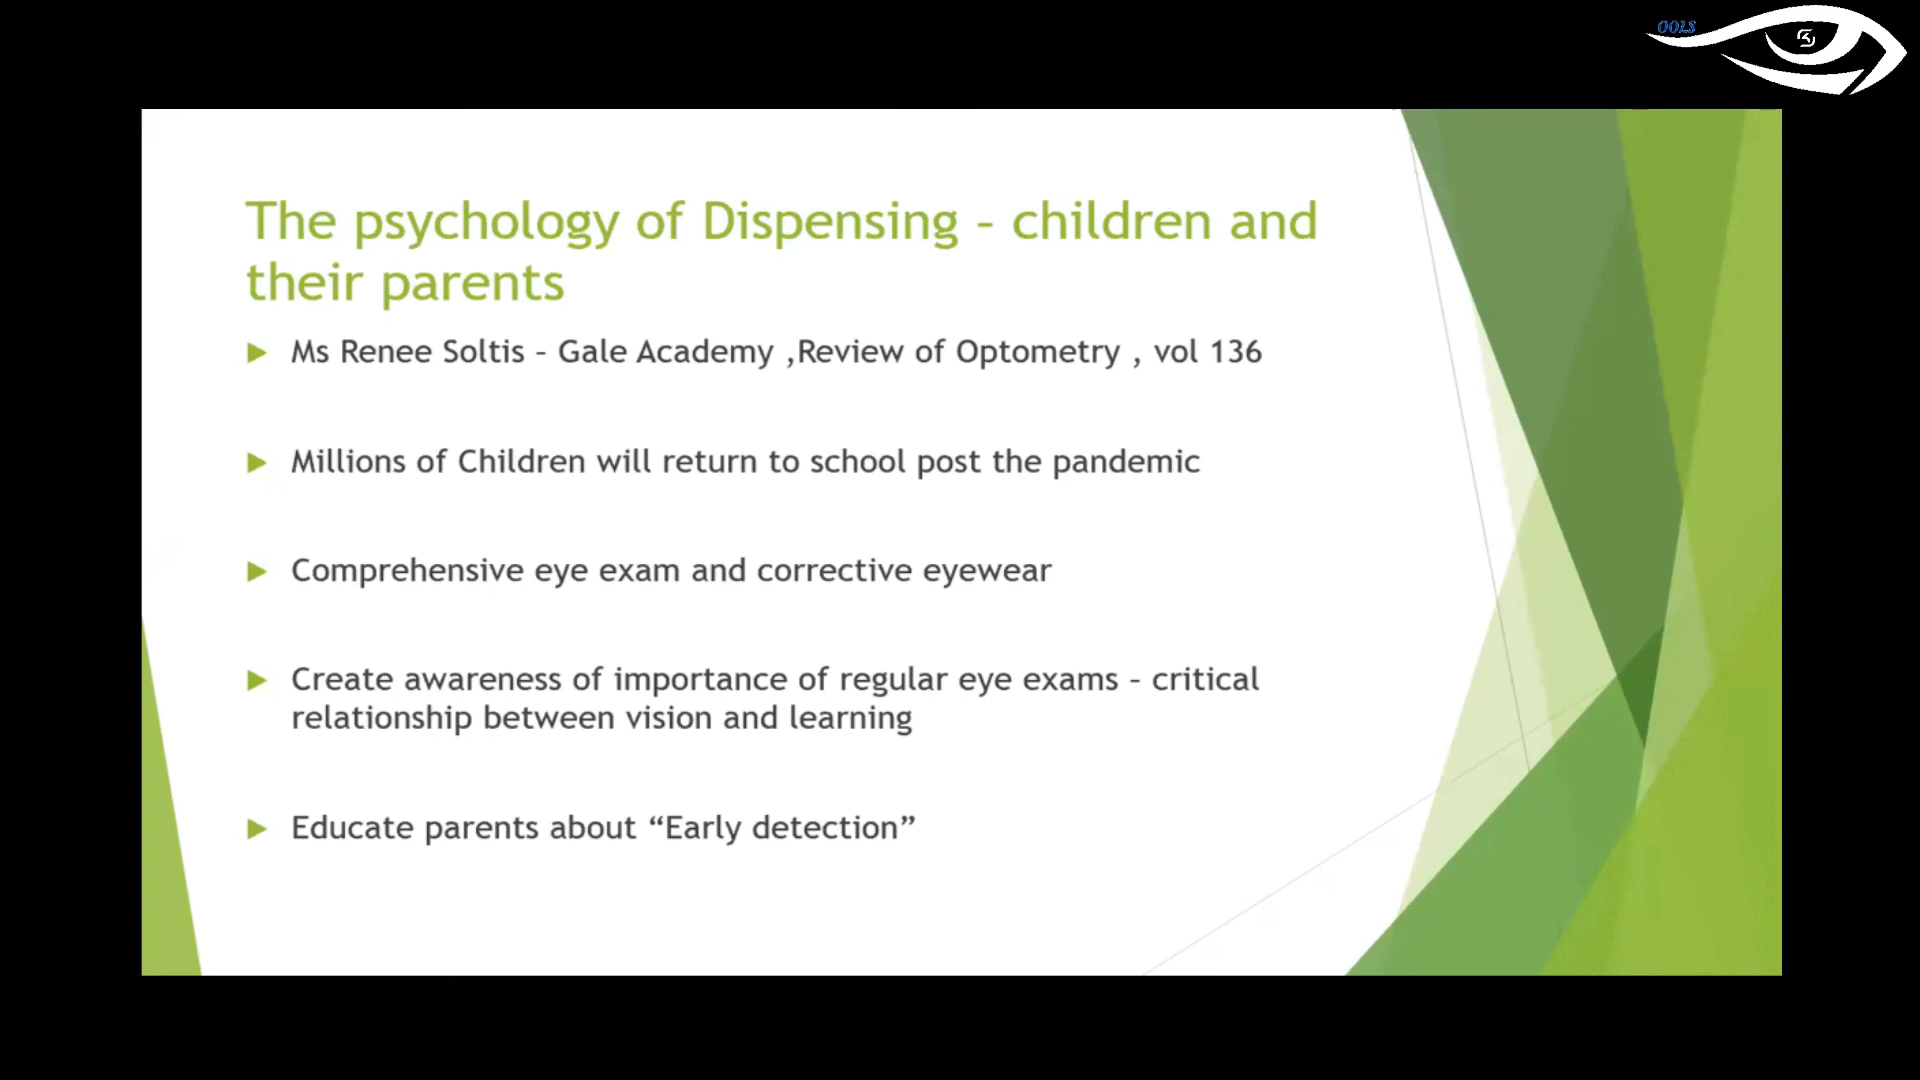 OOLS
The psychology of Dispensing – children and
their parents
Ms Renee Soltis – Gale Academy ,Review of Optometry , vol 136
Millions of Children will return to school post the pandemic
Comprehensive eye exam and corrective eyewear
Create awareness of importance of regular eye exams – critical
relationship between vision and learning
Educate parents about “Early detection”